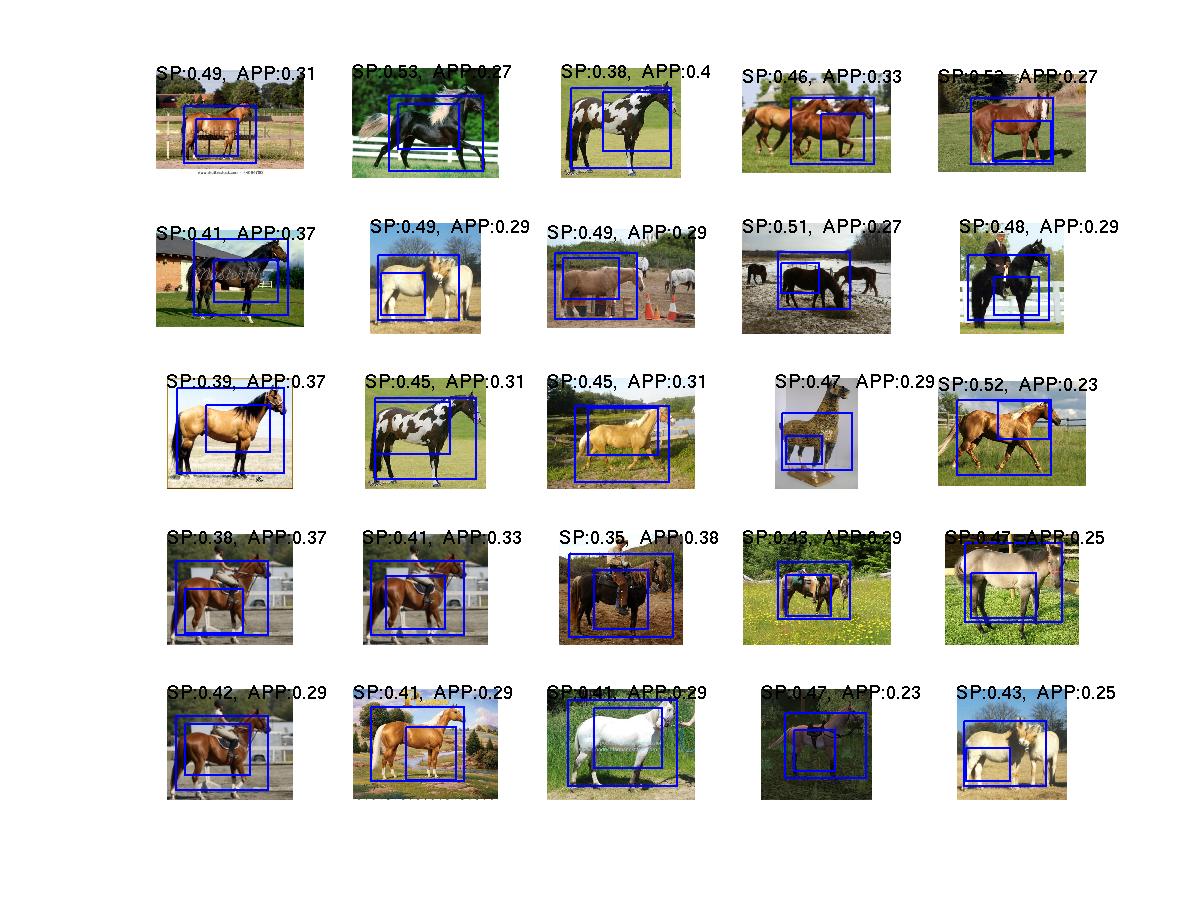 SP:0.49, APP:0.31
SP:0.53, APP:0.27
SP:0.38, APP:0.4
SP:0.46, APP:0.33
SP:0.52, APP:0.27
SP:0.41, APP:0.37
SP:0.49, APP:0.29
SP:0.49, APP:0.29
SP:0.51, APP:0.27
SP:0.48, APP:0.29
SP:0.39, APP:0.37
SP:0.45, APP:0.31
SP:0.45, APP:0.31
SP:0.47, APP:0.29
SP:0.52, APP:0.23
SP:0.38, APP:0.37
SP:0.41, APP:0.33
SP:0.35, APP:0.38
SP:0.43, APP:0.29
SP:0.47, APP:0.25
SP:0.42, APP:0.29
SP:0.41, APP:0.29
SP:0.41, APP:0.29
SP:0.47, APP:0.23
SP:0.43, APP:0.25